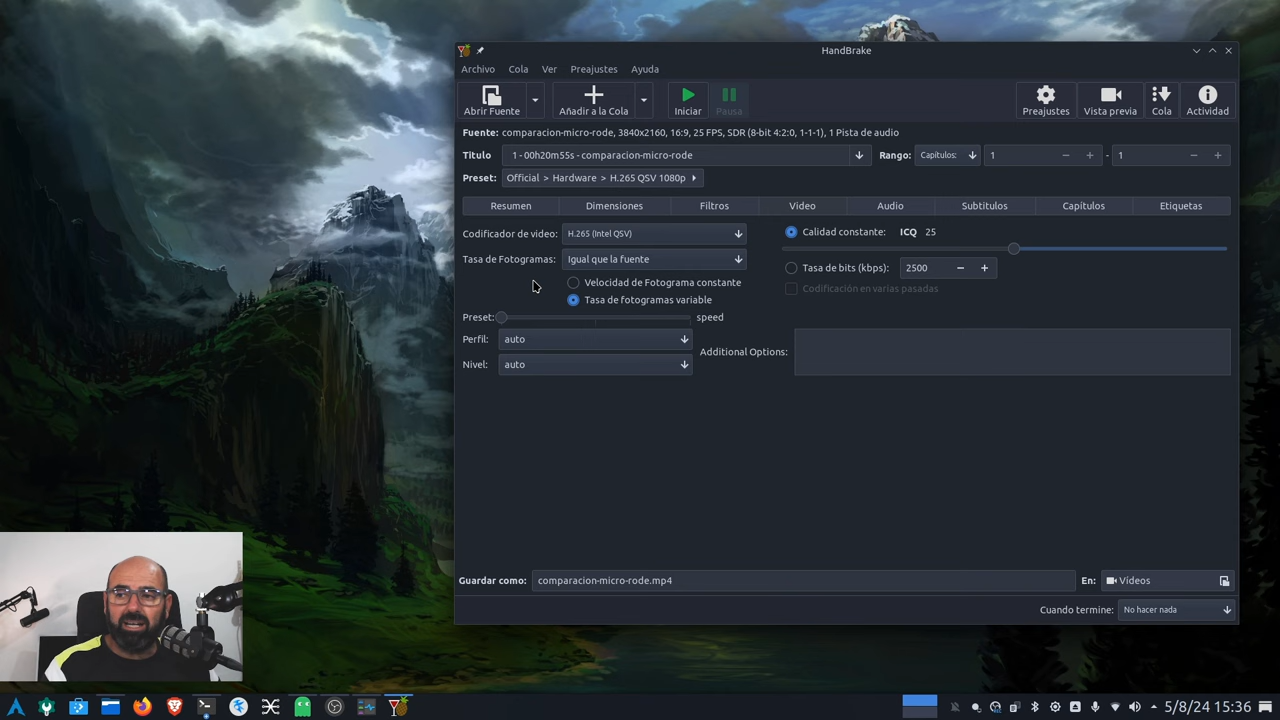 HandBrake
Archivo Cola Ver Preajustes Ayuda
Abrir Fuente Añadir a la Cola Iniciar Pausa Preajustes Vista previa Cola Actividad
Fuente: comparacion-micro-rode, 3840x2160, 16:9, 25 FPS, SDR (8-bit 4:2:0, 1-1-1), 1 Pista de audio
Titulo 1 - 00h20m55s - comparacion-micro-rode Rango: Capitulos: 1 - 1
Preset: Official > Hardware > H.265 QSV 1080p
Resumen Dimensiones Filtros Video Audio Subtitulos Capítulos Etiquetas
Codificador de video: H.265 (Intel QSV) Calidad constante: ICQ 25
Tasa de Fotogramas: Igual que la fuente Tasa de bits (kbps): 2500
Velocidad de Fotograma constante Codificación en varias pasadas
Tasa de fotogramas variable
Preset: speed
Perfil: auto Additional Options:
Nivel: auto
Guardar como: comparacion-micro-rode.mp4 En: Vídeos
Cuando termine: No hacer nada
5/8/24 15:36